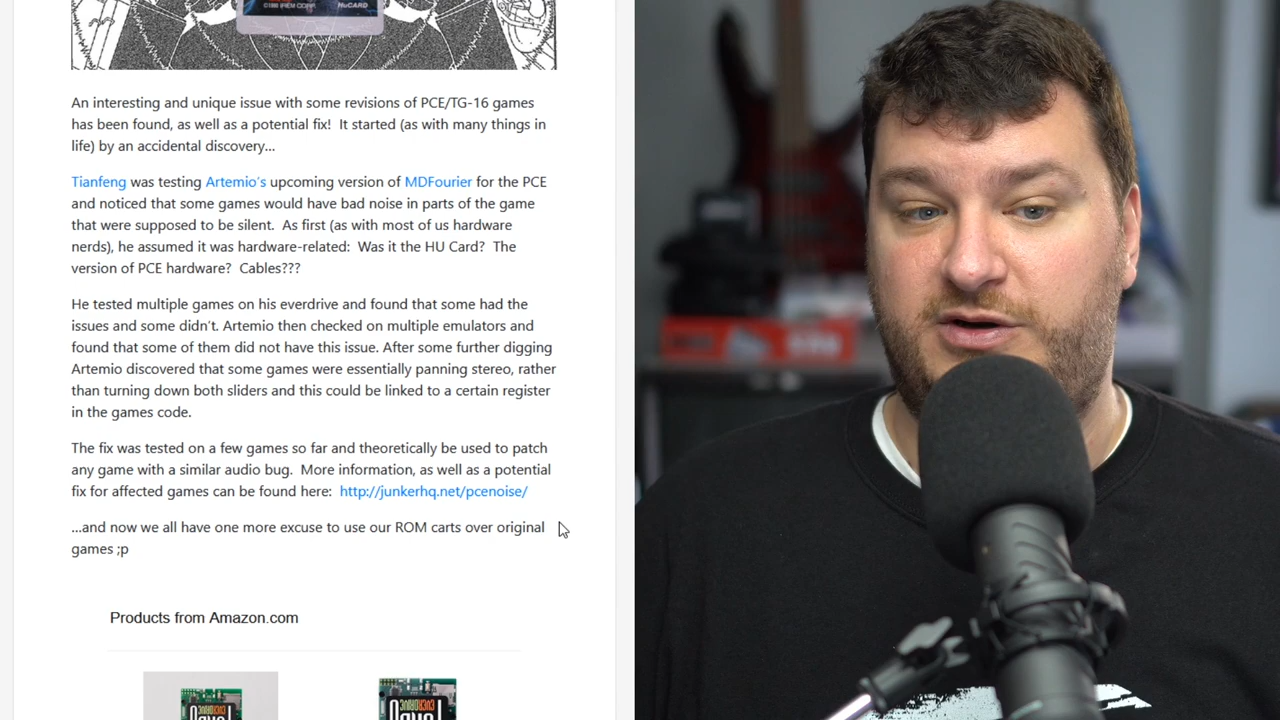 ©1988 IREM CORP.
HuCARD
An interesting and unique issue with some revisions of PCE/TG-16 games
has been found, as well as a potential fix!  It started (as with many things in
life) by an accidental discovery...
Tianfeng was testing Artemio's upcoming version of MDFourier for the PCE
and noticed that some games would have bad noise in parts of the game
that were supposed to be silent.  As first (as with most of us hardware
nerds), he assumed it was hardware-related:  Was it the HU Card?  The
version of PCE hardware?  Cables???
He tested multiple games on his everdrive and found that some had the
issues and some didn't. Artemio then checked on multiple emulators and
found that some of them did not have this issue. After some further digging
Artemio discovered that some games were essentially panning stereo, rather
than turning down both sliders and this could be linked to a certain register
in the games code.
The fix was tested on a few games so far and theoretically be used to patch
any game with a similar audio bug.  More information, as well as a potential
fix for affected games can be found here:  http://junkerhq.net/pcenoise/
...and now we all have one more excuse to use our ROM carts over original
games ;p
Products from Amazon.com
EVERDRIVE
EVERDRIVE